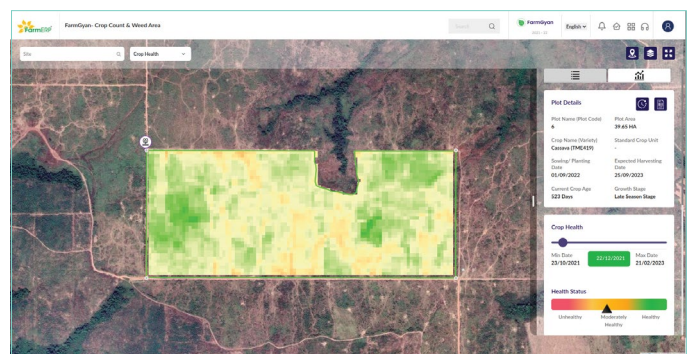 FarmERP
FarmGyan- Crop Count & Weed Area
Search
FarmGyan
English
Site
Crop Health
Plot Details
Plot Name (Plot Code)
Plot Area
6
39.65 HA
Crop Name (Variety)
Standard Crop Unit
Cassava (TME419)
-
Sowing/ Planting
Date
Expected Harvesting
Date
01/09/2022
25/09/2023
Current Crop Age
Growth Stage
523 Days
Late Season Stage
Crop Health
Min Date
23/10/2021
22/12/2021
Max Date
21/02/2023
Health Status
Unhealthy
Moderately
Healthy
Healthy